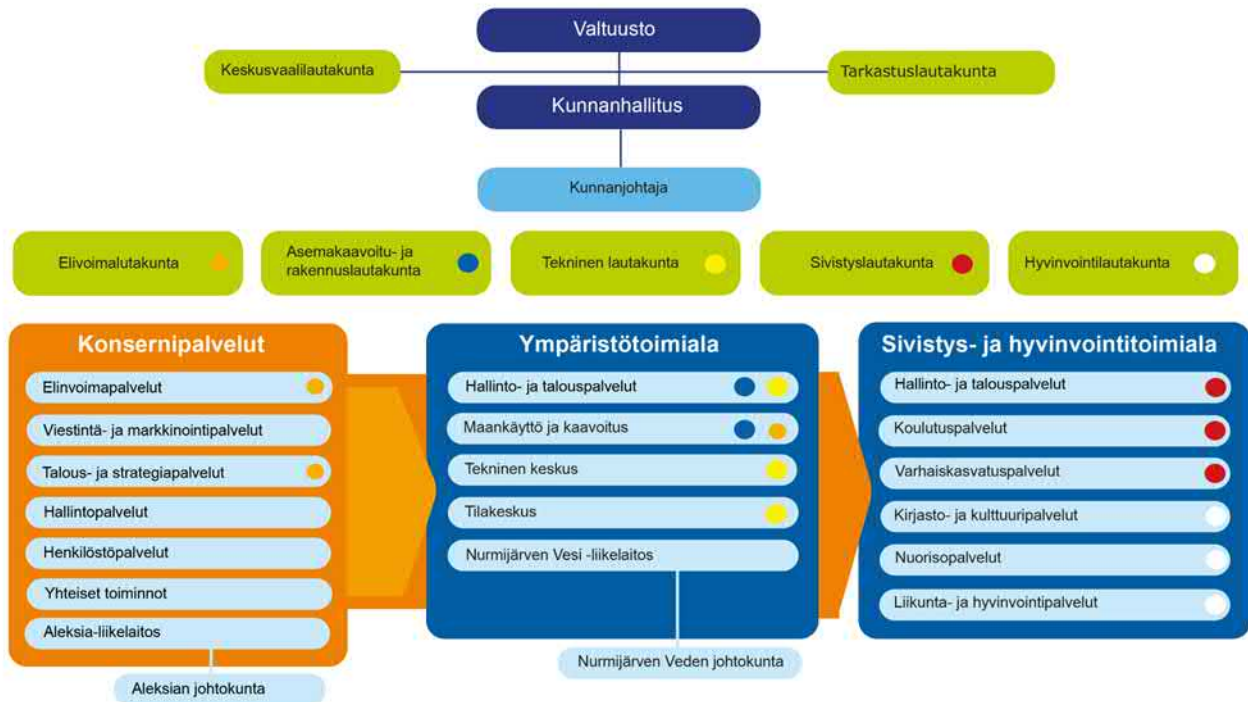 Valtuusto
Keskusvaalilautakunta
Tarkastuslautakunta
Kunnanhallitus
Kunnanjohtaja
Elivoimalutakunta
Asemakaavoitu- ja
rakennuslautakunta
Tekninen lautakunta
Sivistyslautakunta
Hyvinvointilautakunta
Konsernipalvelut
Elinvoimapalvelut
Viestintä- ja markkinointipalvelut
Talous- ja strategiapalvelut
Hallintopalvelut
Henkilöstöpalvelut
Yhteiset toiminnot
Aleksia-liikelaitos
Aleksian johtokunta
Ympäristötoimiala
Hallinto- ja talouspalvelut
Maankäyttö ja kaavoitus
Tekninen keskus
Tilakeskus
Nurmijärven Vesi -liikelaitos
Nurmijärven Veden johtokunta
Sivistys- ja hyvinvointitoimiala
Hallinto- ja talouspalvelut
Koulutuspalvelut
Varhaiskasvatuspalvelut
Kirjasto- ja kulttuuripalvelut
Nuorisopalvelut
Liikunta- ja hyvinvointipalvelut